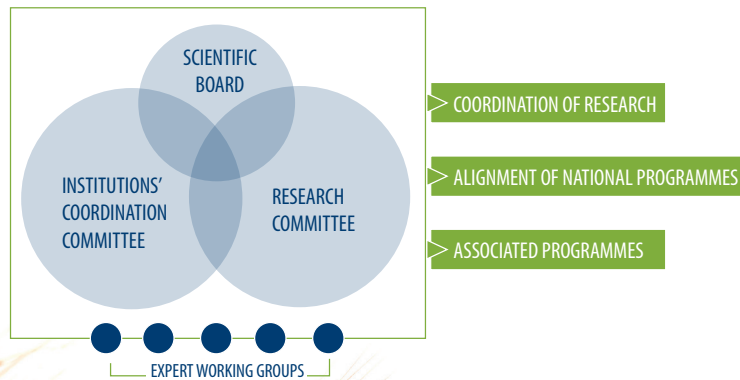 SCIENTIFIC
BOARD
INSTITUTIONS’
COORDINATION
COMMITTEE
RESEARCH
COMMITTEE
COORDINATION OF RESEARCH
ALIGNMENT OF NATIONAL PROGRAMMES
ASSOCIATED PROGRAMMES
EXPERT WORKING GROUPS